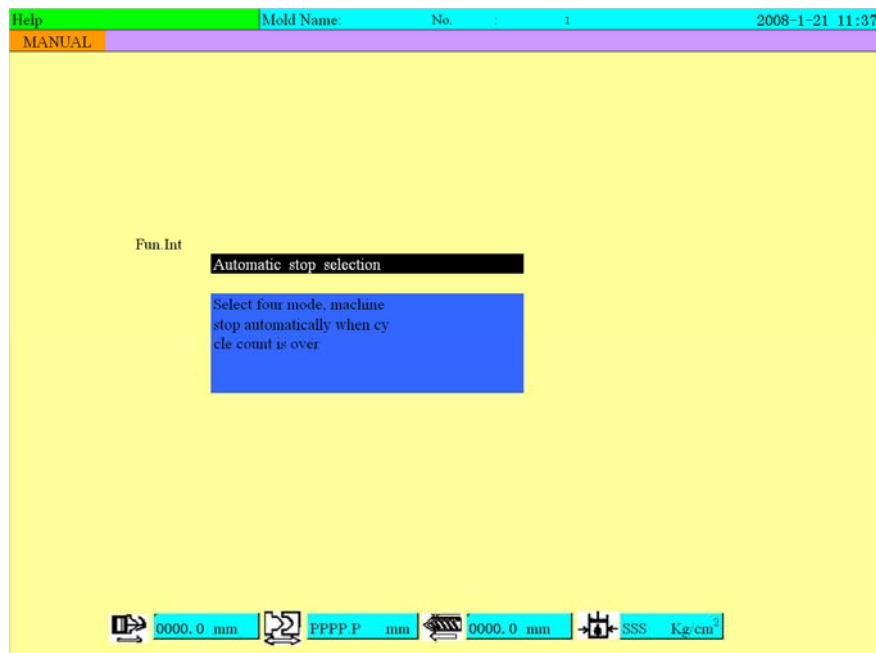 Help Mold Name: No. : 1 2008-1-21 11:37
MANUAL
Fun.Int
Automatic stop selection
Select four mode, machine
stop automatically when cy
cle count is over
0000.0 mm PPPP.P mm 0000.0 mm SSS Kg/cm²